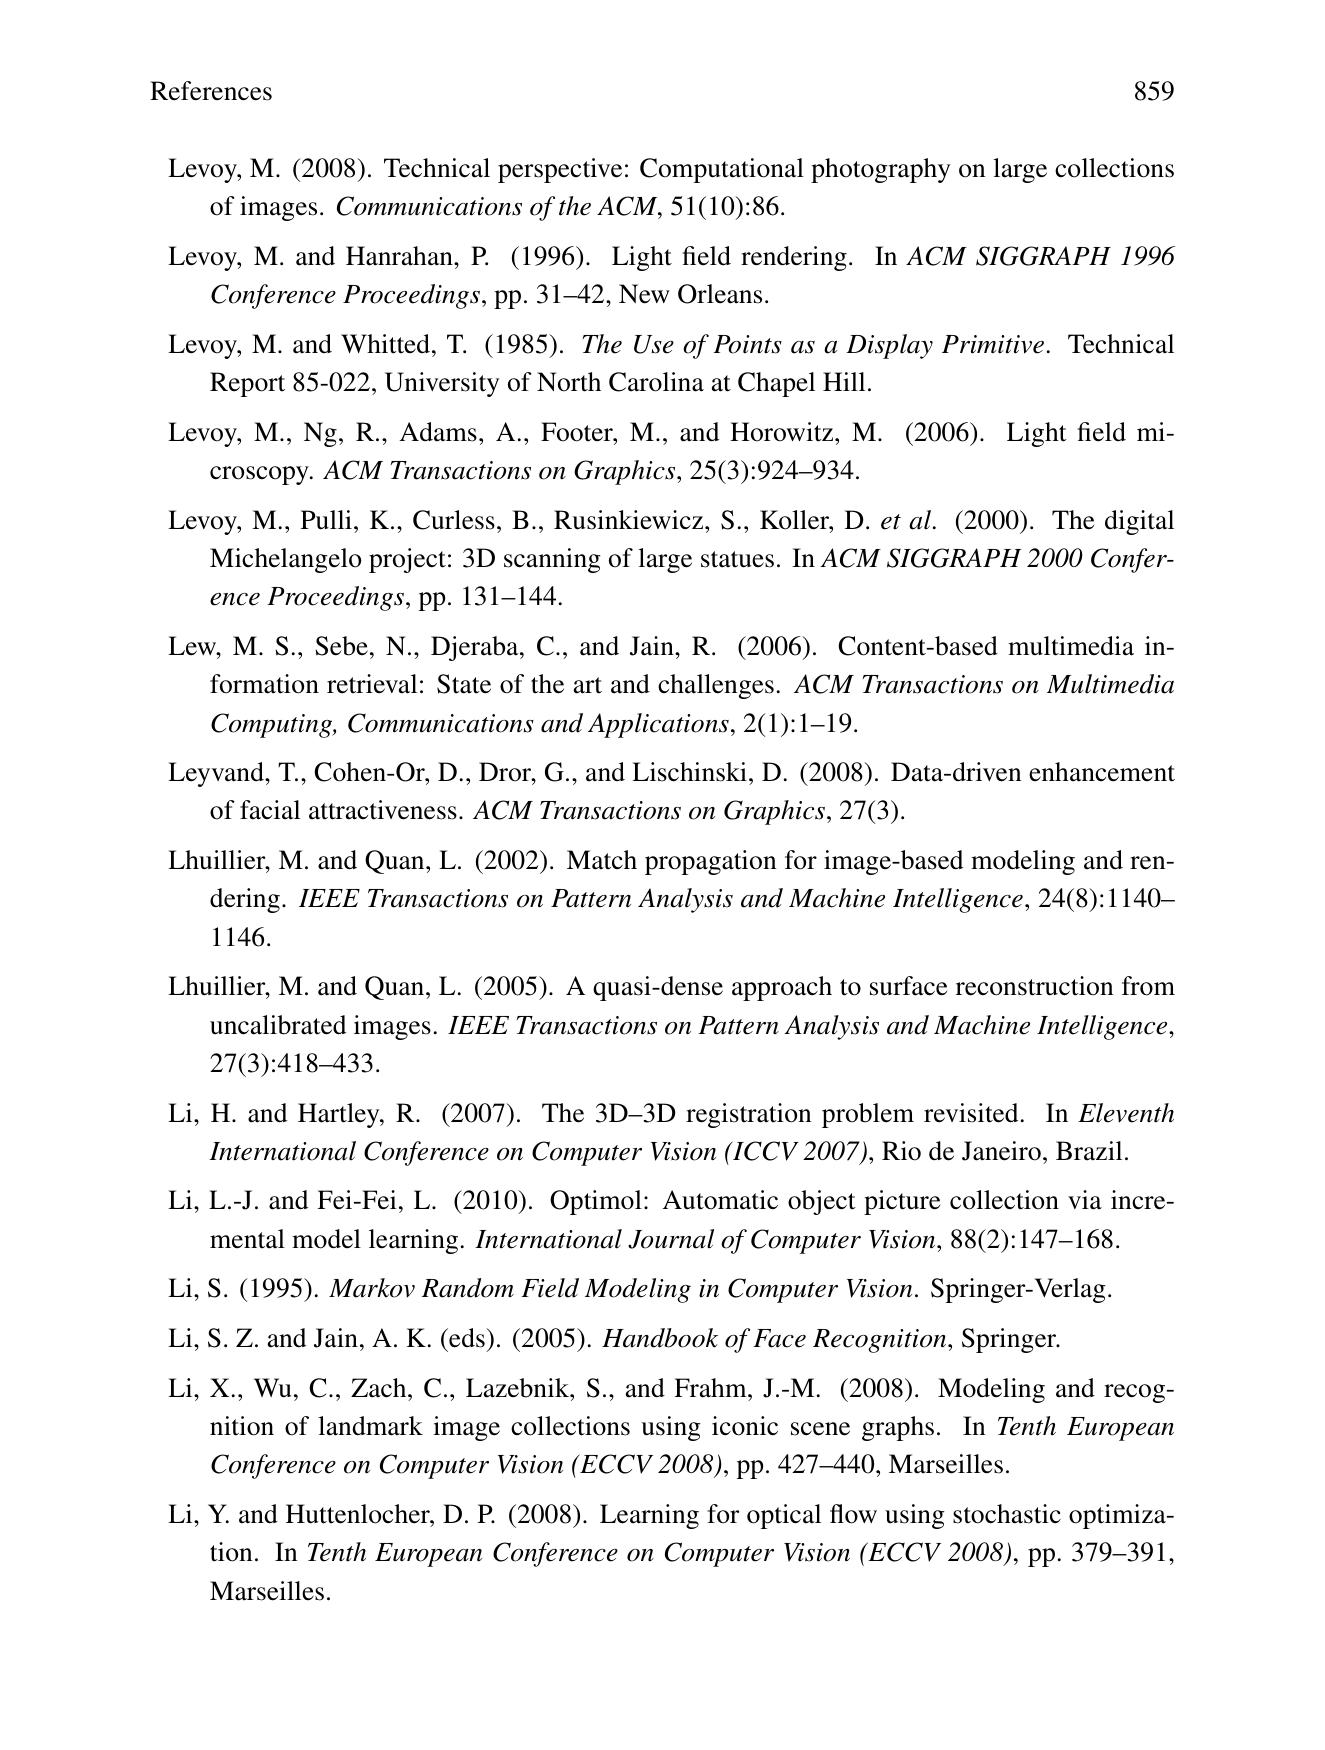 References 859
Levoy, M. (2008). Technical perspective: Computational photography on large collections
of images. Communications of the ACM, 51(10):86.
Levoy, M. and Hanrahan, P. (1996). Light field rendering. In ACM SIGGRAPH 1996
Conference Proceedings, pp. 31–42, New Orleans.
Levoy, M. and Whitted, T. (1985). The Use of Points as a Display Primitive. Technical
Report 85-022, University of North Carolina at Chapel Hill.
Levoy, M., Ng, R., Adams, A., Footer, M., and Horowitz, M. (2006). Light field mi-
croscopy. ACM Transactions on Graphics, 25(3):924–934.
Levoy, M., Pulli, K., Curless, B., Rusinkiewicz, S., Koller, D. et al. (2000). The digital
Michelangelo project: 3D scanning of large statues. In ACM SIGGRAPH 2000 Confer-
ence Proceedings, pp. 131–144.
Lew, M. S., Sebe, N., Djeraba, C., and Jain, R. (2006). Content-based multimedia in-
formation retrieval: State of the art and challenges. ACM Transactions on Multimedia
Computing, Communications and Applications, 2(1):1–19.
Leyvand, T., Cohen-Or, D., Dror, G., and Lischinski, D. (2008). Data-driven enhancement
of facial attractiveness. ACM Transactions on Graphics, 27(3).
Lhuillier, M. and Quan, L. (2002). Match propagation for image-based modeling and ren-
dering. IEEE Transactions on Pattern Analysis and Machine Intelligence, 24(8):1140–
1146.
Lhuillier, M. and Quan, L. (2005). A quasi-dense approach to surface reconstruction from
uncalibrated images. IEEE Transactions on Pattern Analysis and Machine Intelligence,
27(3):418–433.
Li, H. and Hartley, R. (2007). The 3D–3D registration problem revisited. In Eleventh
International Conference on Computer Vision (ICCV 2007), Rio de Janeiro, Brazil.
Li, L.-J. and Fei-Fei, L. (2010). Optimol: Automatic object picture collection via incre-
mental model learning. International Journal of Computer Vision, 88(2):147–168.
Li, S. (1995). Markov Random Field Modeling in Computer Vision. Springer-Verlag.
Li, S. Z. and Jain, A. K. (eds). (2005). Handbook of Face Recognition, Springer.
Li, X., Wu, C., Zach, C., Lazebnik, S., and Frahm, J.-M. (2008). Modeling and recog-
nition of landmark image collections using iconic scene graphs. In Tenth European
Conference on Computer Vision (ECCV 2008), pp. 427–440, Marseilles.
Li, Y. and Huttenlocher, D. P. (2008). Learning for optical flow using stochastic optimiza-
tion. In Tenth European Conference on Computer Vision (ECCV 2008), pp. 379–391,
Marseilles.